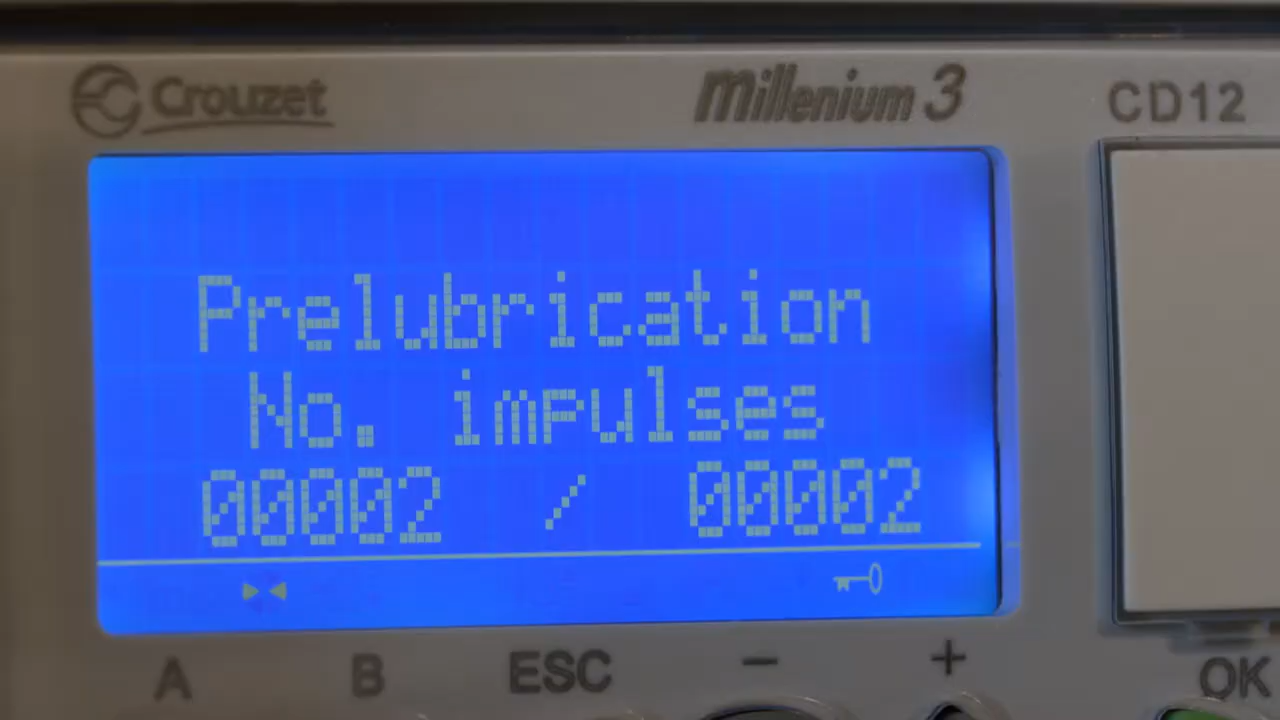 Crouzet millenium 3 CD12
Prelubrication
No. impulses
00002 / 00002
A B ESC − + OK